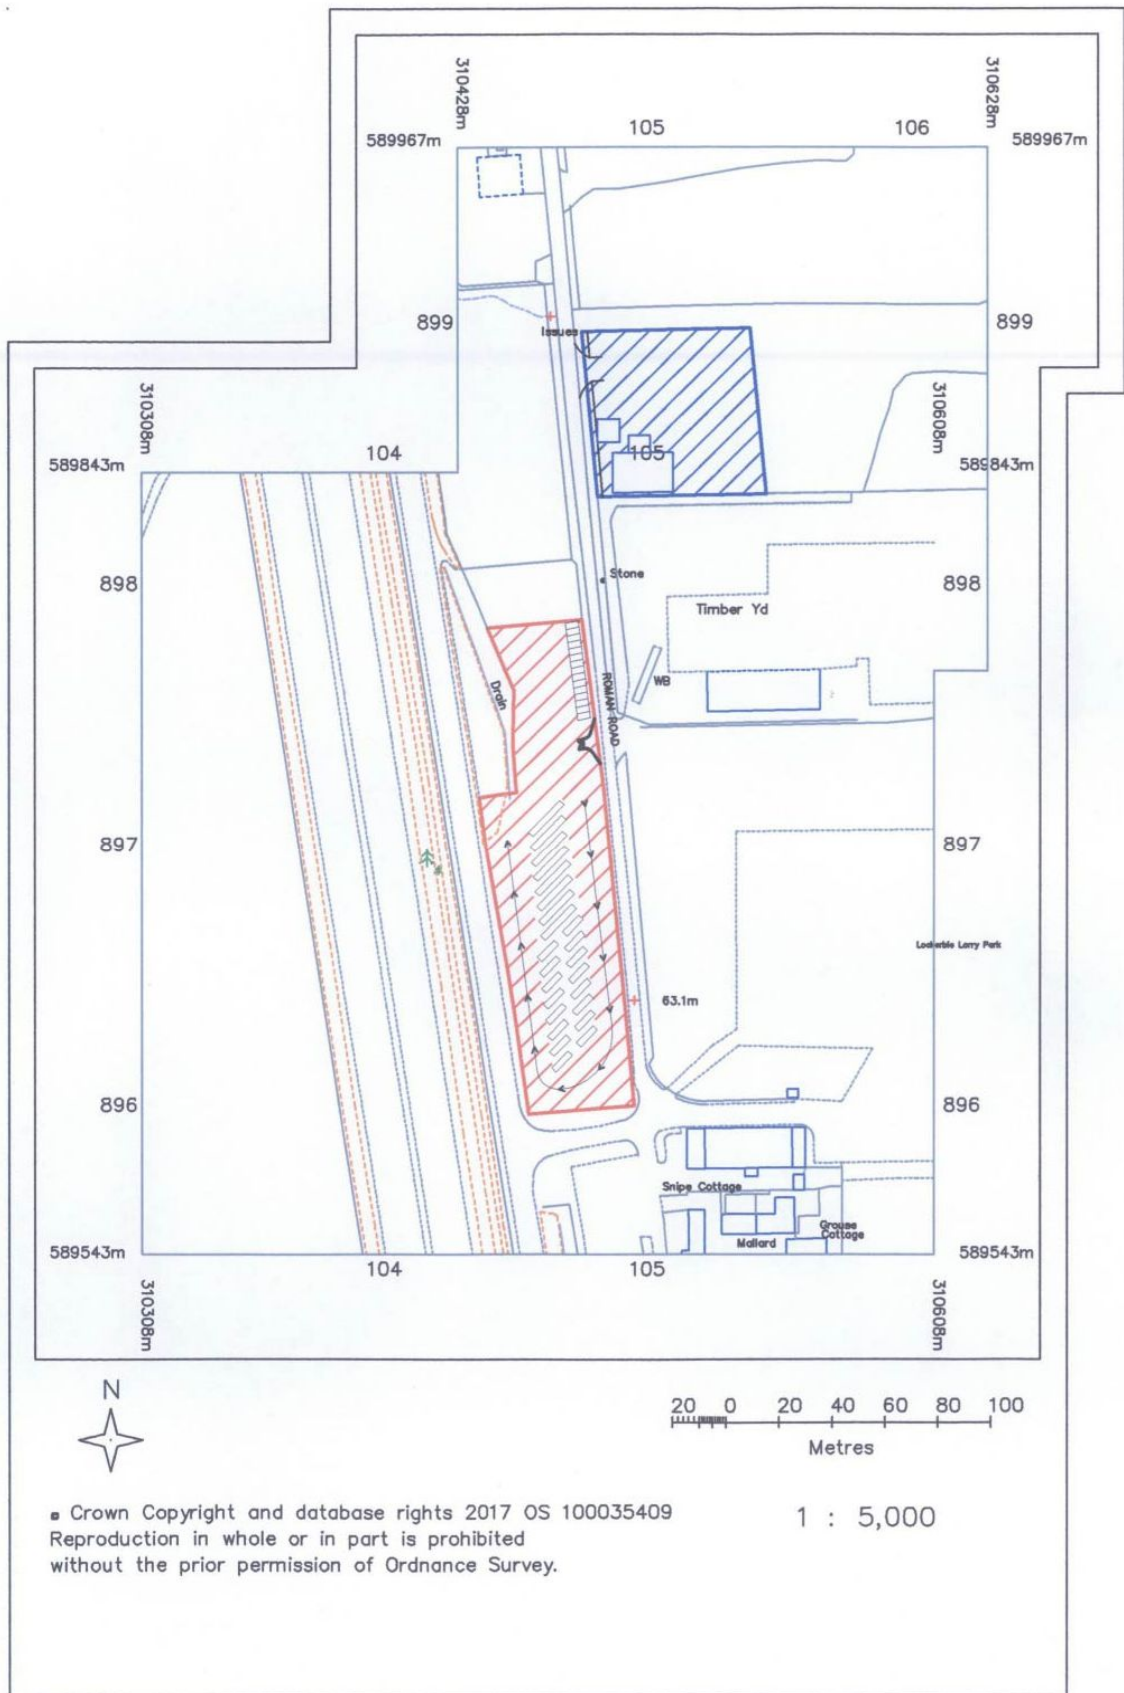 310428m
310628m
589967m
105
106
589967m
899
Issues
899
310308m
310608m
589843m
104
105
589843m
898
Stone
898
Timber Yd
Drain
ROMAN ROAD
WB
897
897
Lockerbie Lorry Park
63.1m
896
896
Snipe Cottage
Grouse
Cottage
Mallard
589543m
589543m
104
105
310308m
310608m
N
20 0 20 40 60 80 100
Metres
Crown Copyright and database rights 2017 OS 100035409
1 : 5,000
Reproduction in whole or in part is prohibited
without the prior permission of Ordnance Survey.